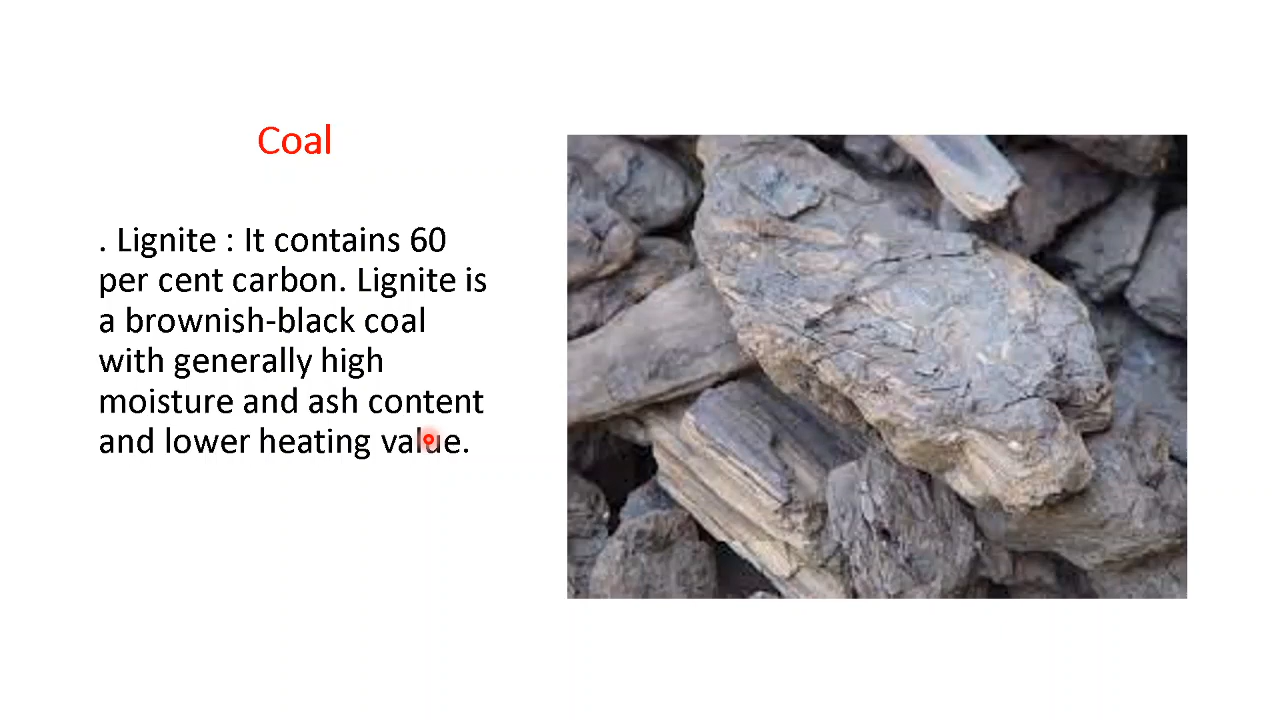 Coal
. Lignite : It contains 60
per cent carbon. Lignite is
a brownish-black coal
with generally high
moisture and ash content
and lower heating value.